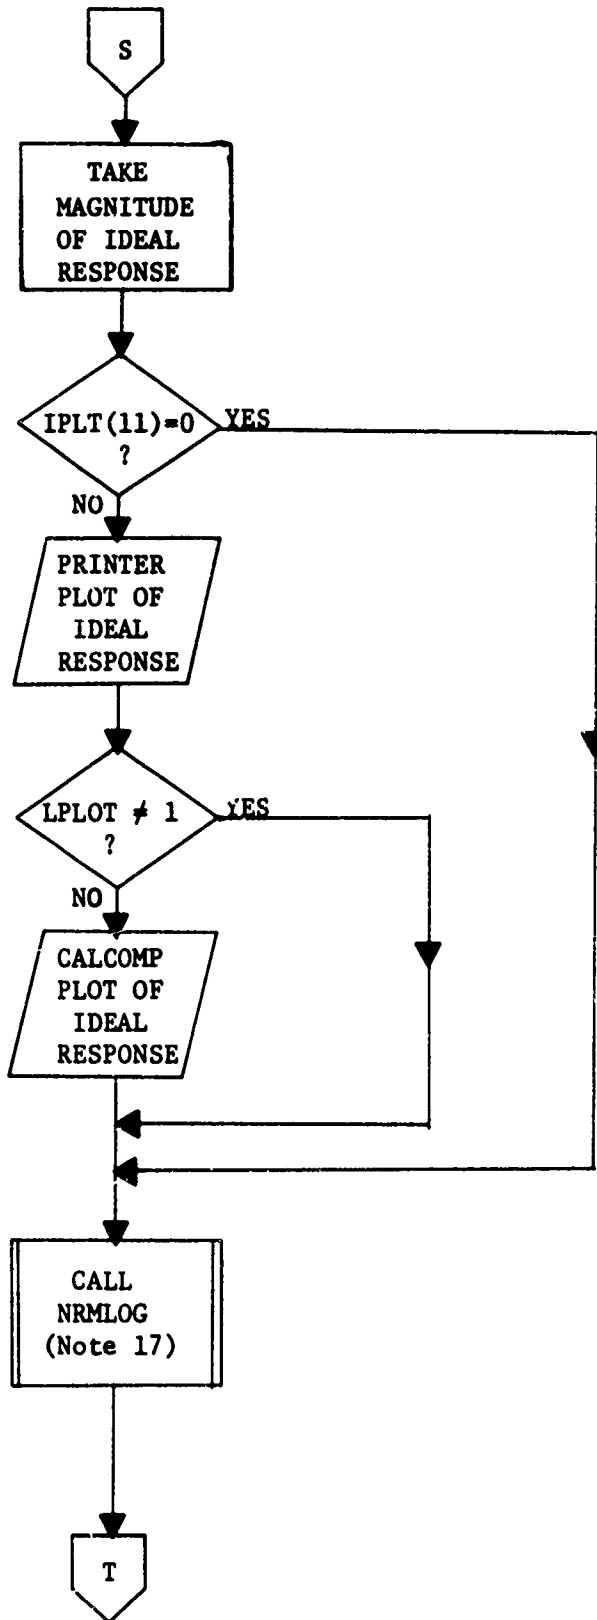 S
TAKE
MAGNITUDE
OF IDEAL
RESPONSE
IPLT(11)=0
?
YES
NO
PRINTER
PLOT OF
IDEAL
RESPONSE
LPLOT ≠ 1
?
YES
NO
CALCOMP
PLOT OF
IDEAL
RESPONSE
CALL
NRMLOG
(Note 17)
T